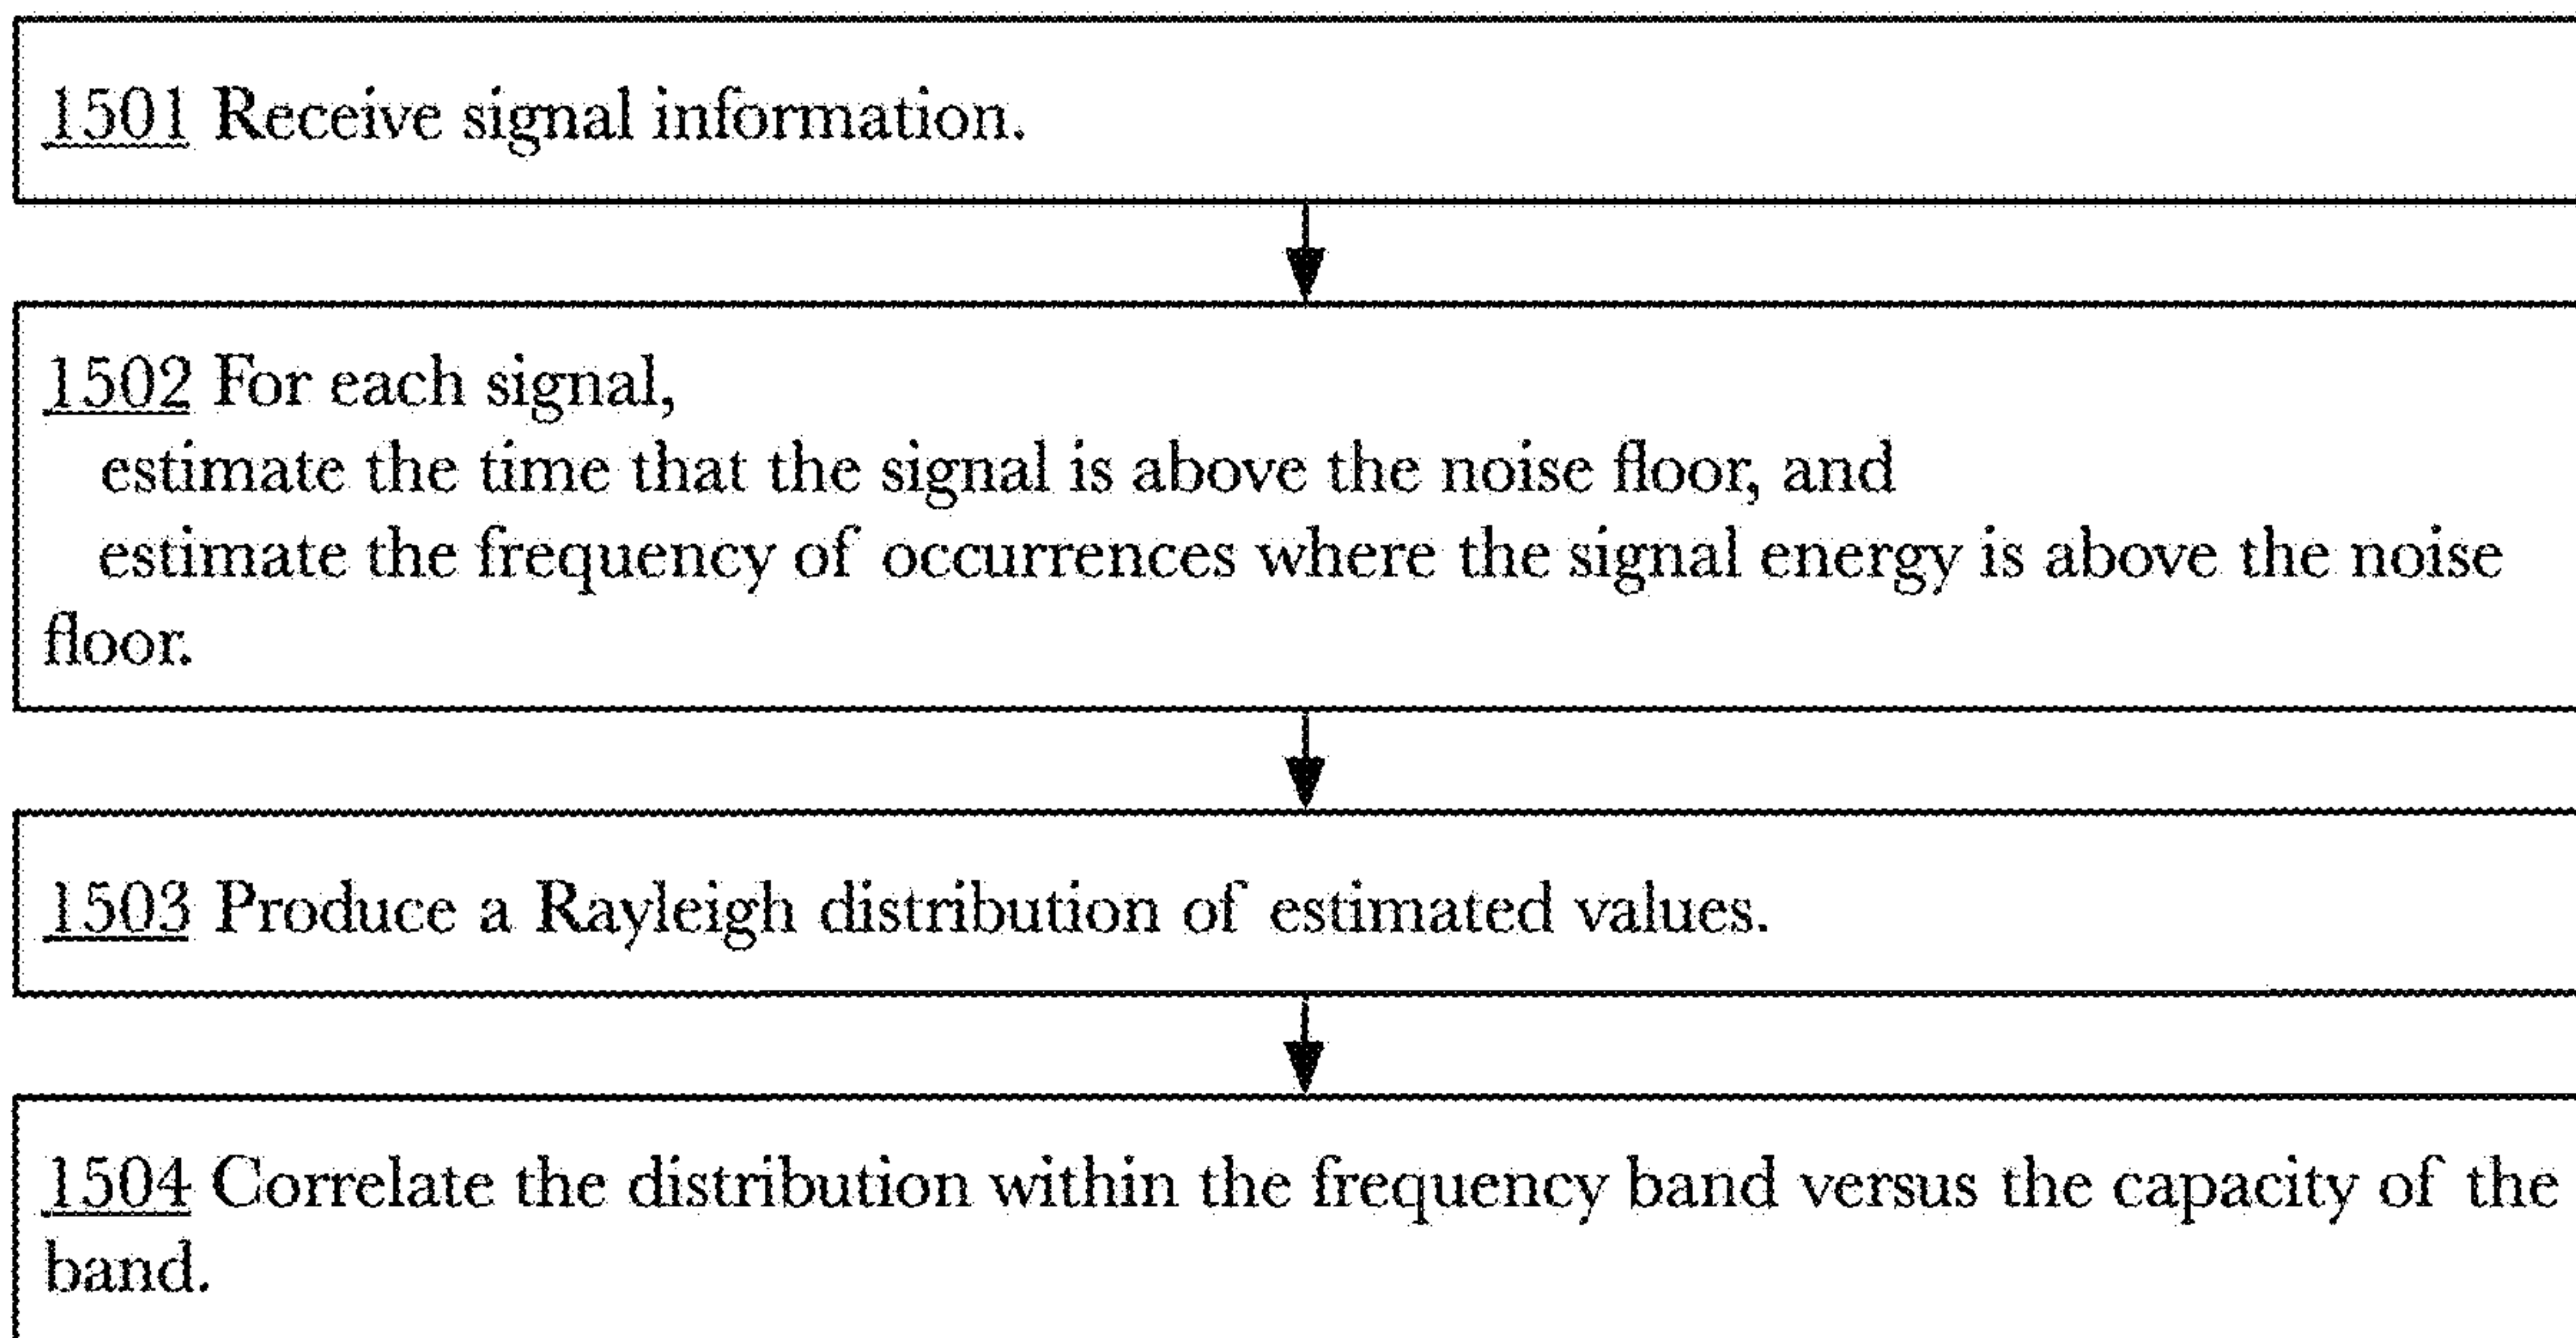 1501 Receive signal information.
1502 For each signal,
estimate the time that the signal is above the noise floor, and
estimate the frequency of occurrences where the signal energy is above the noise
floor.
1503 Produce a Rayleigh distribution of estimated values.
1504 Correlate the distribution within the frequency band versus the capacity of the
band.